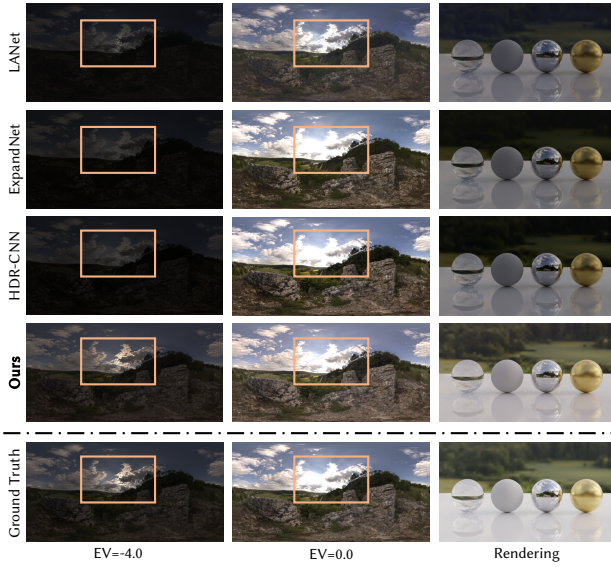 LANet
ExpandNet
HDR-CNN
Ours
Ground Truth
EV=-4.0
EV=0.0
Rendering